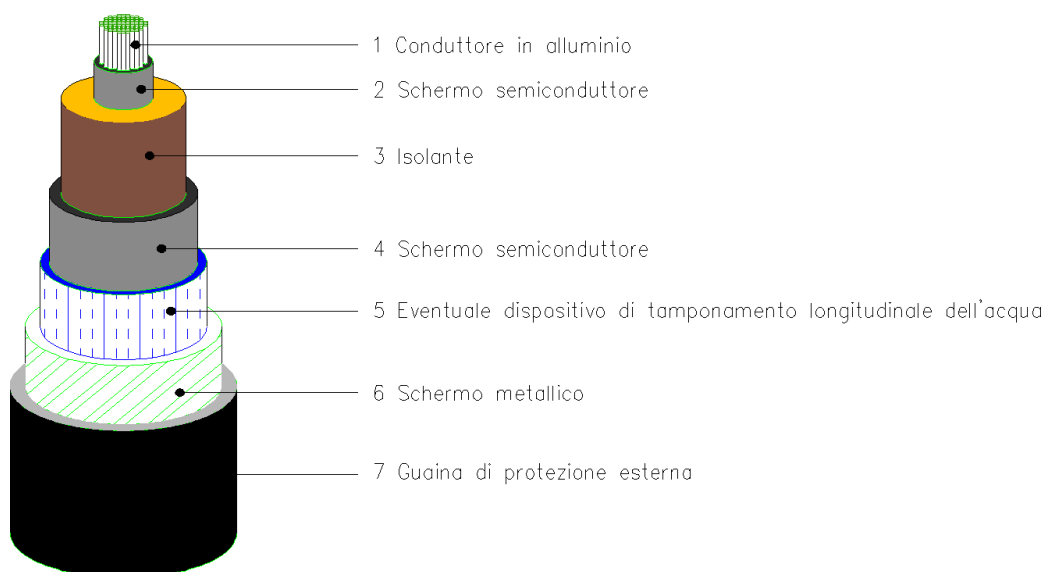 1 Conduttore in alluminio
2 Schermo semiconduttore
3 Isolante
4 Schermo semiconduttore
5 Eventuale dispositivo di tamponamento longitudinale dell'acqua
6 Schermo metallico
7 Guaina di protezione esterna